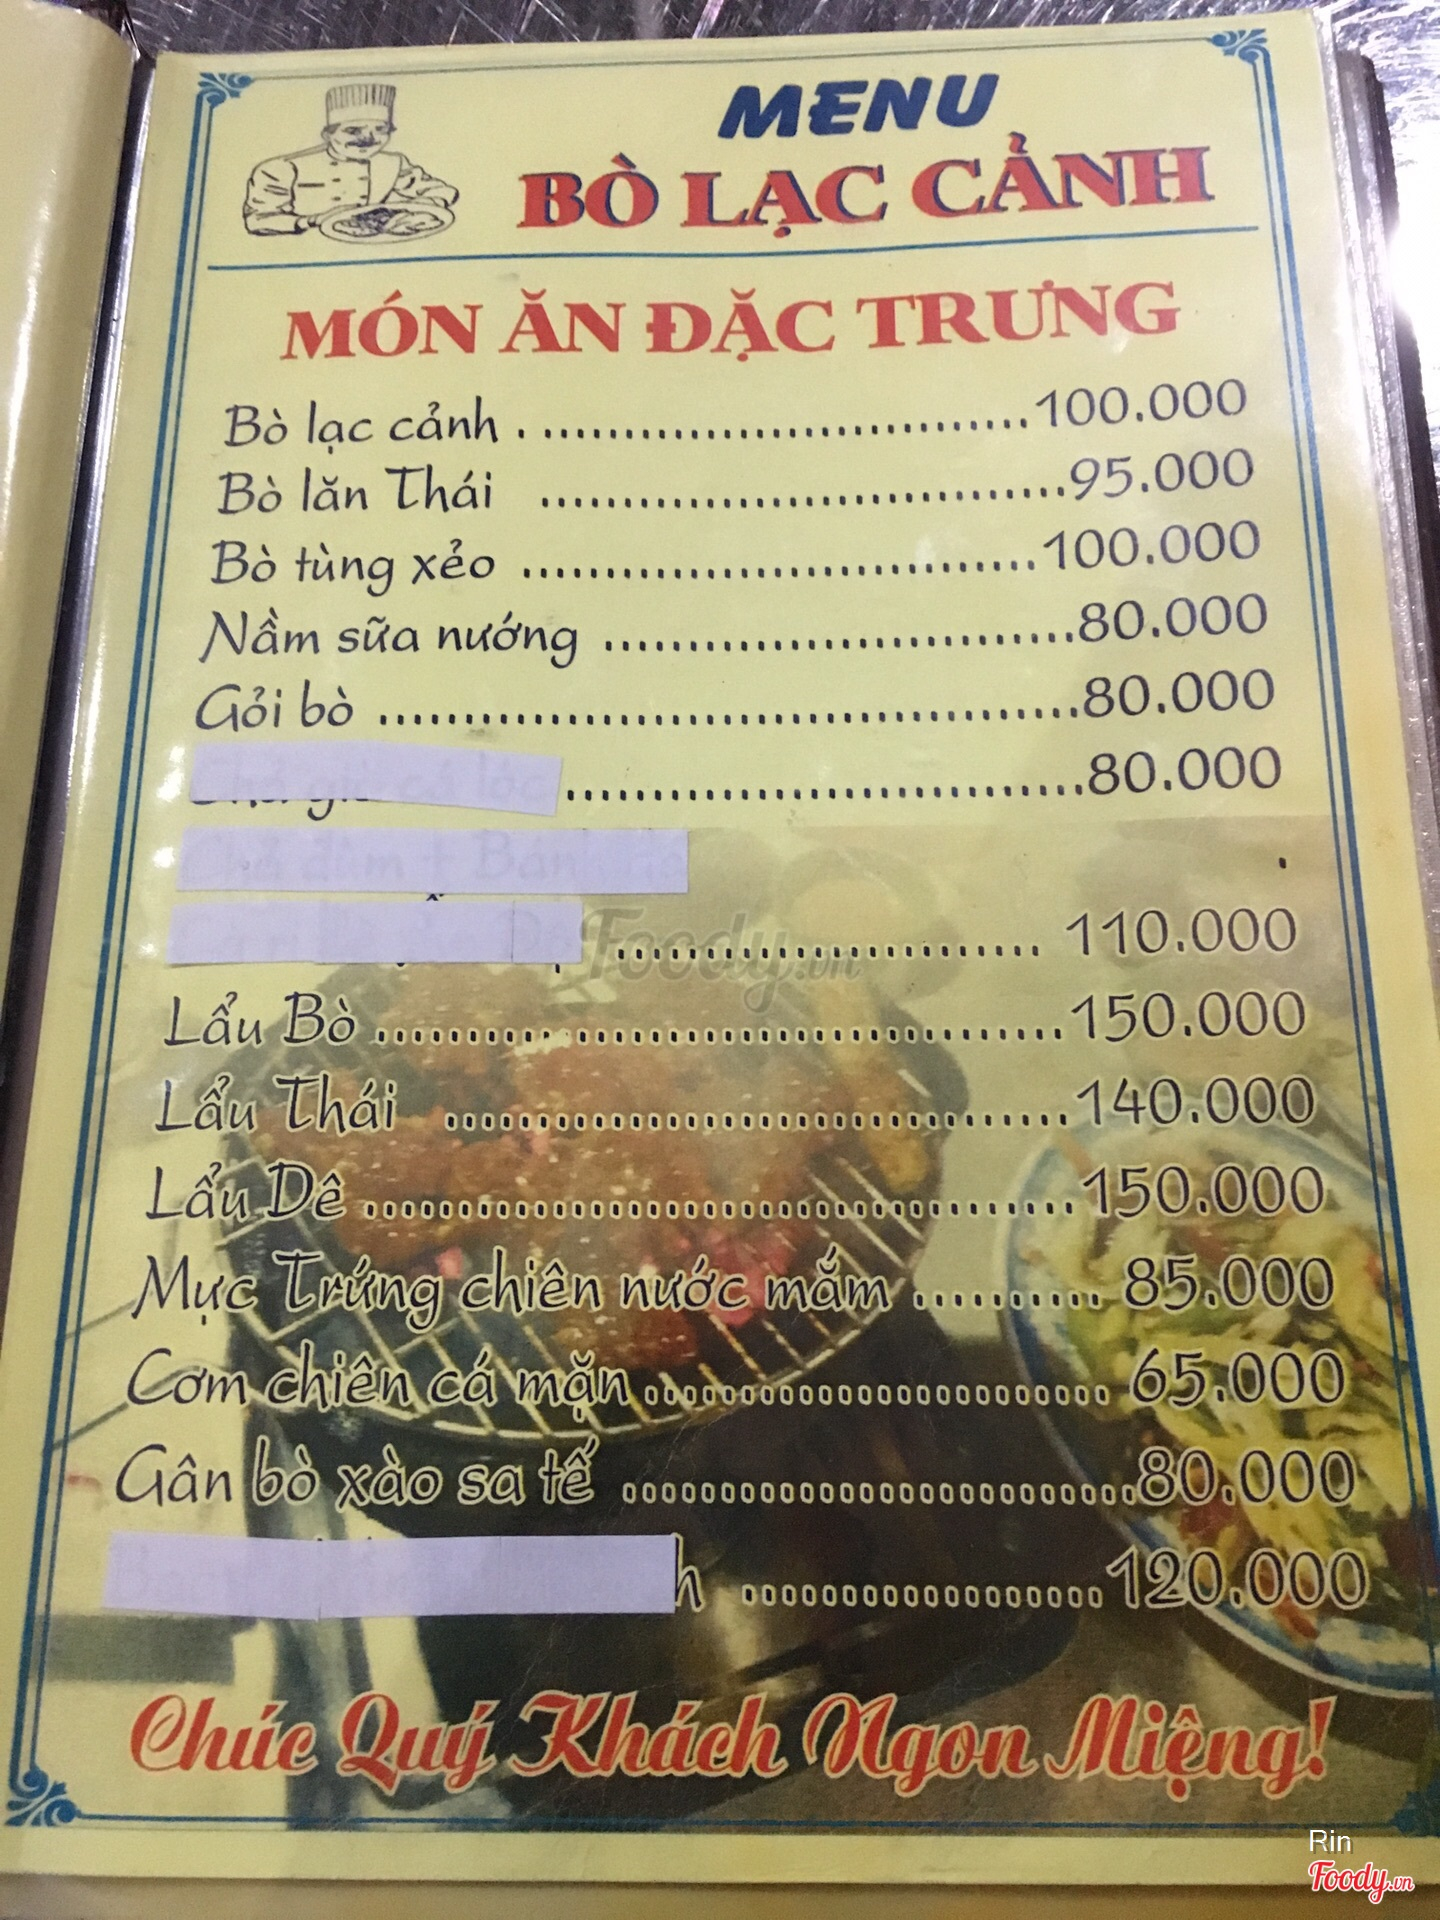 MENU
BÒ LẠC CẢNH
MÓN ĂN ĐẶC TRƯNG
Bò lạc cảnh . .............................. 100.000
Bò lăn Thái ................................ 95.000
Bò tùng xẻo ............................... 100.000
Nầm sữa nướng ............................. 80.000
Gỏi bò ........................................... 80.000
................................ 80.000
Foody.vn
.......................... 110.000
Lẩu Bò .......................................... 150.000
Lẩu Thái ...................................... 140.000
Lẩu Dê ........................................... 150.000
Mực Trứng chiên nước mắm ........... 85.000
Cơm chiên cá mặn ............................ 65.000
Gân bò xào sa tế ............................... 80.000
h ...................... 120.000
Chúc Quý Khách Ngon Miệng!
Rin
Foody.vn